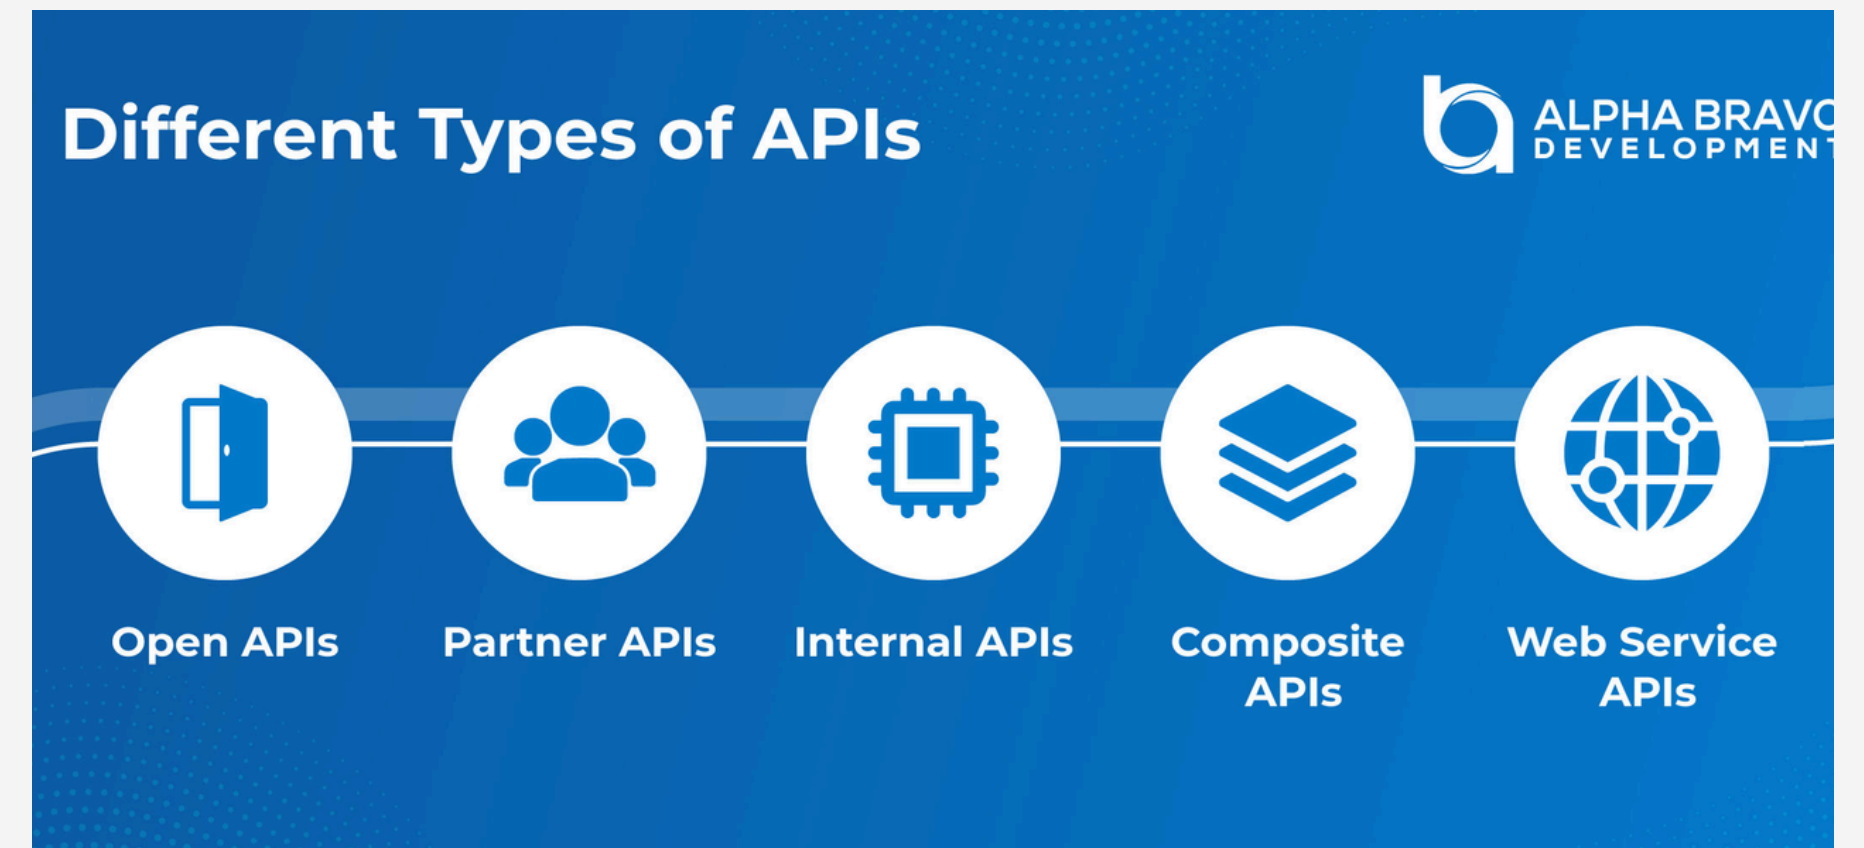 Different Types of APIs
ALPHA BRAVO
DEVELOPMENT
Open APIs
Partner APIs
Internal APIs
Composite
APIs
Web Service
APIs